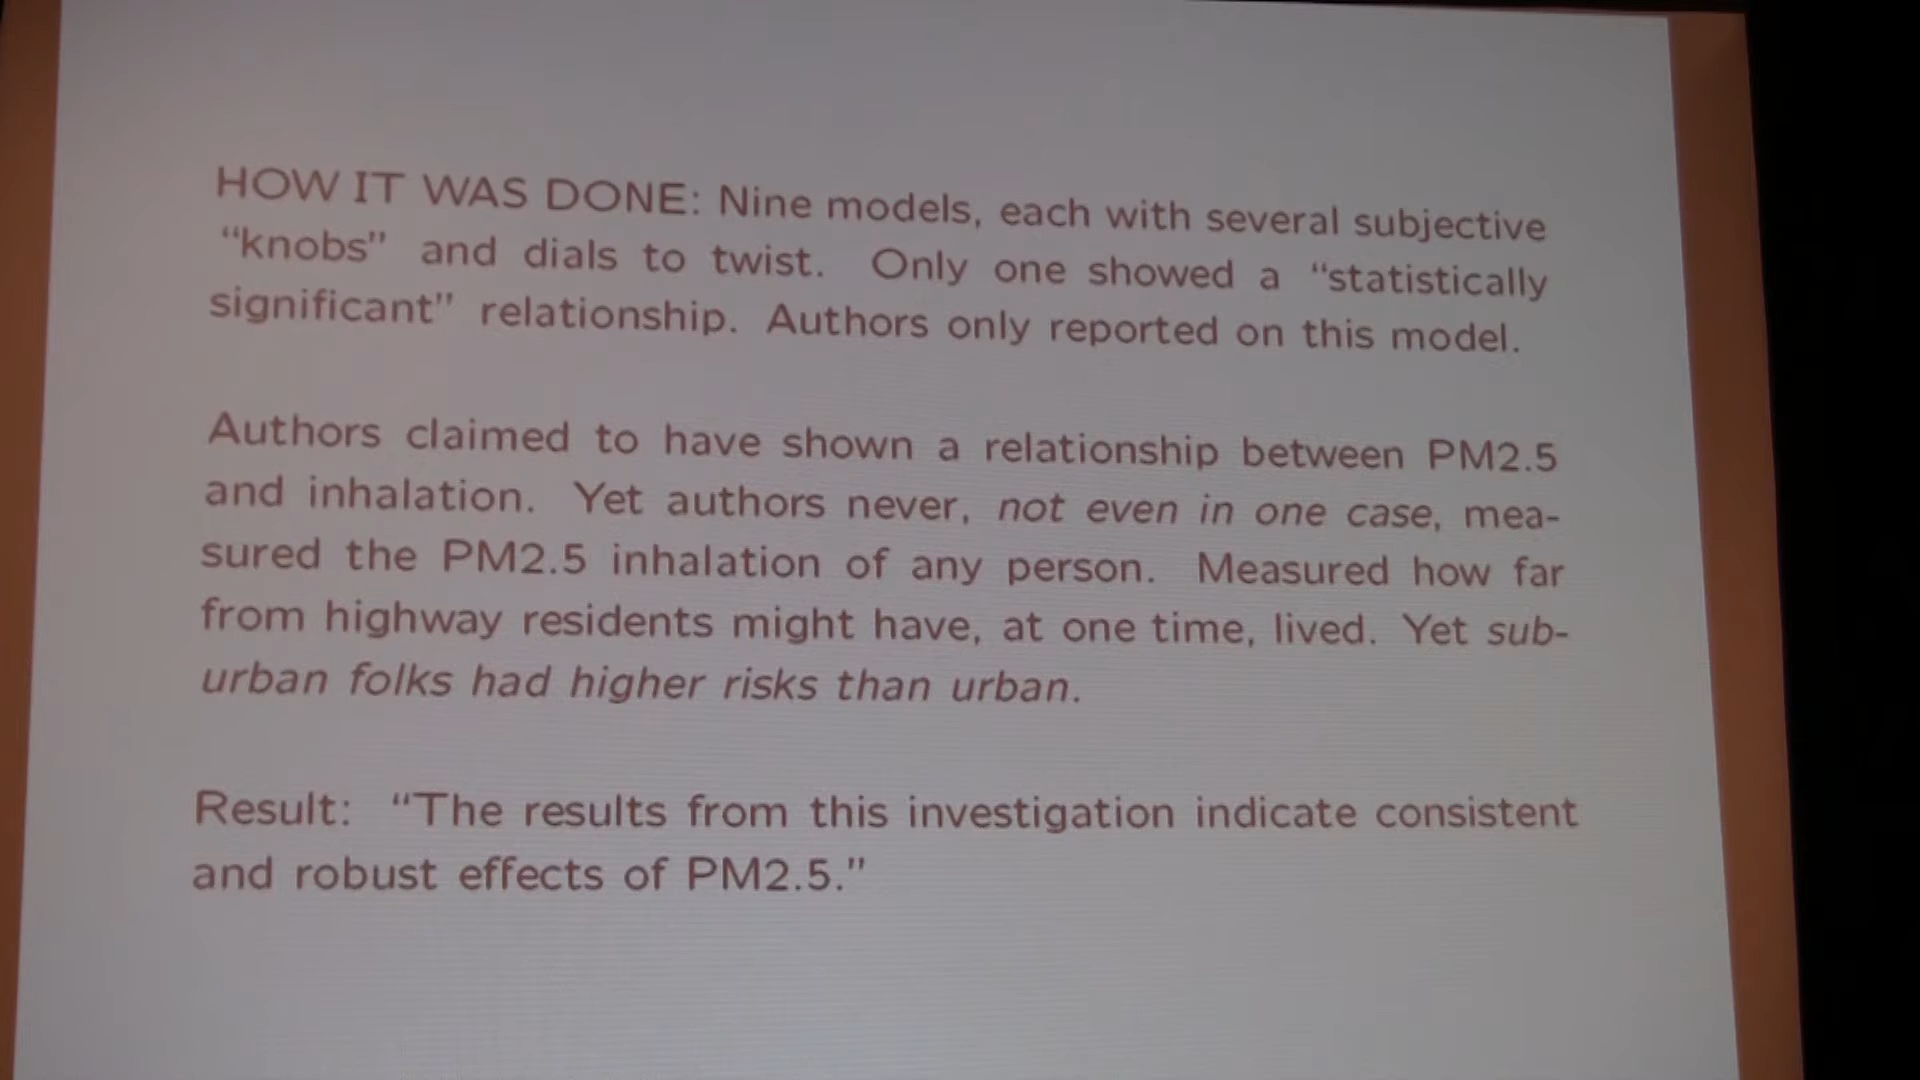 HOW IT WAS DONE: Nine models, each with several subjective
“knobs” and dials to twist. Only one showed a “statistically
significant” relationship. Authors only reported on this model.
Authors claimed to have shown a relationship between PM2.5
and inhalation. Yet authors never, not even in one case, mea-
sured the PM2.5 inhalation of any person. Measured how far
from highway residents might have, at one time, lived. Yet sub-
urban folks had higher risks than urban.
Result: “The results from this investigation indicate consistent
and robust effects of PM2.5.”